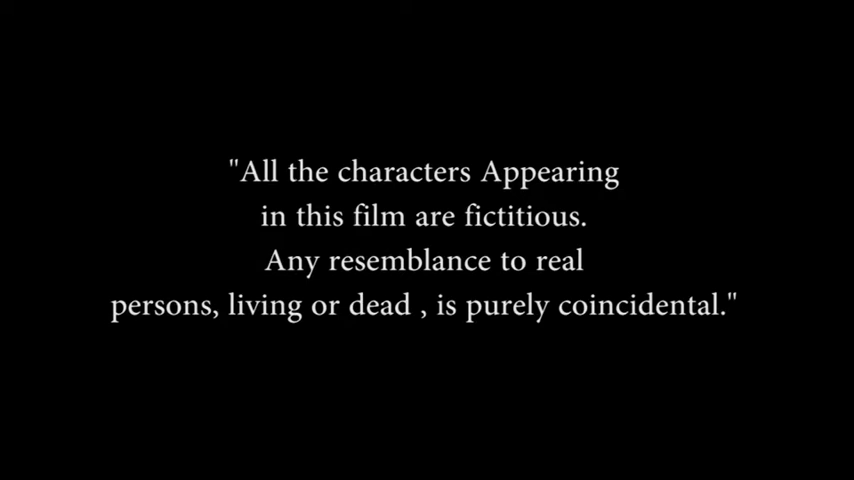 "All the characters Appearing
in this film are fictitious.
Any resemblance to real
persons, living or dead , is purely coincidental."